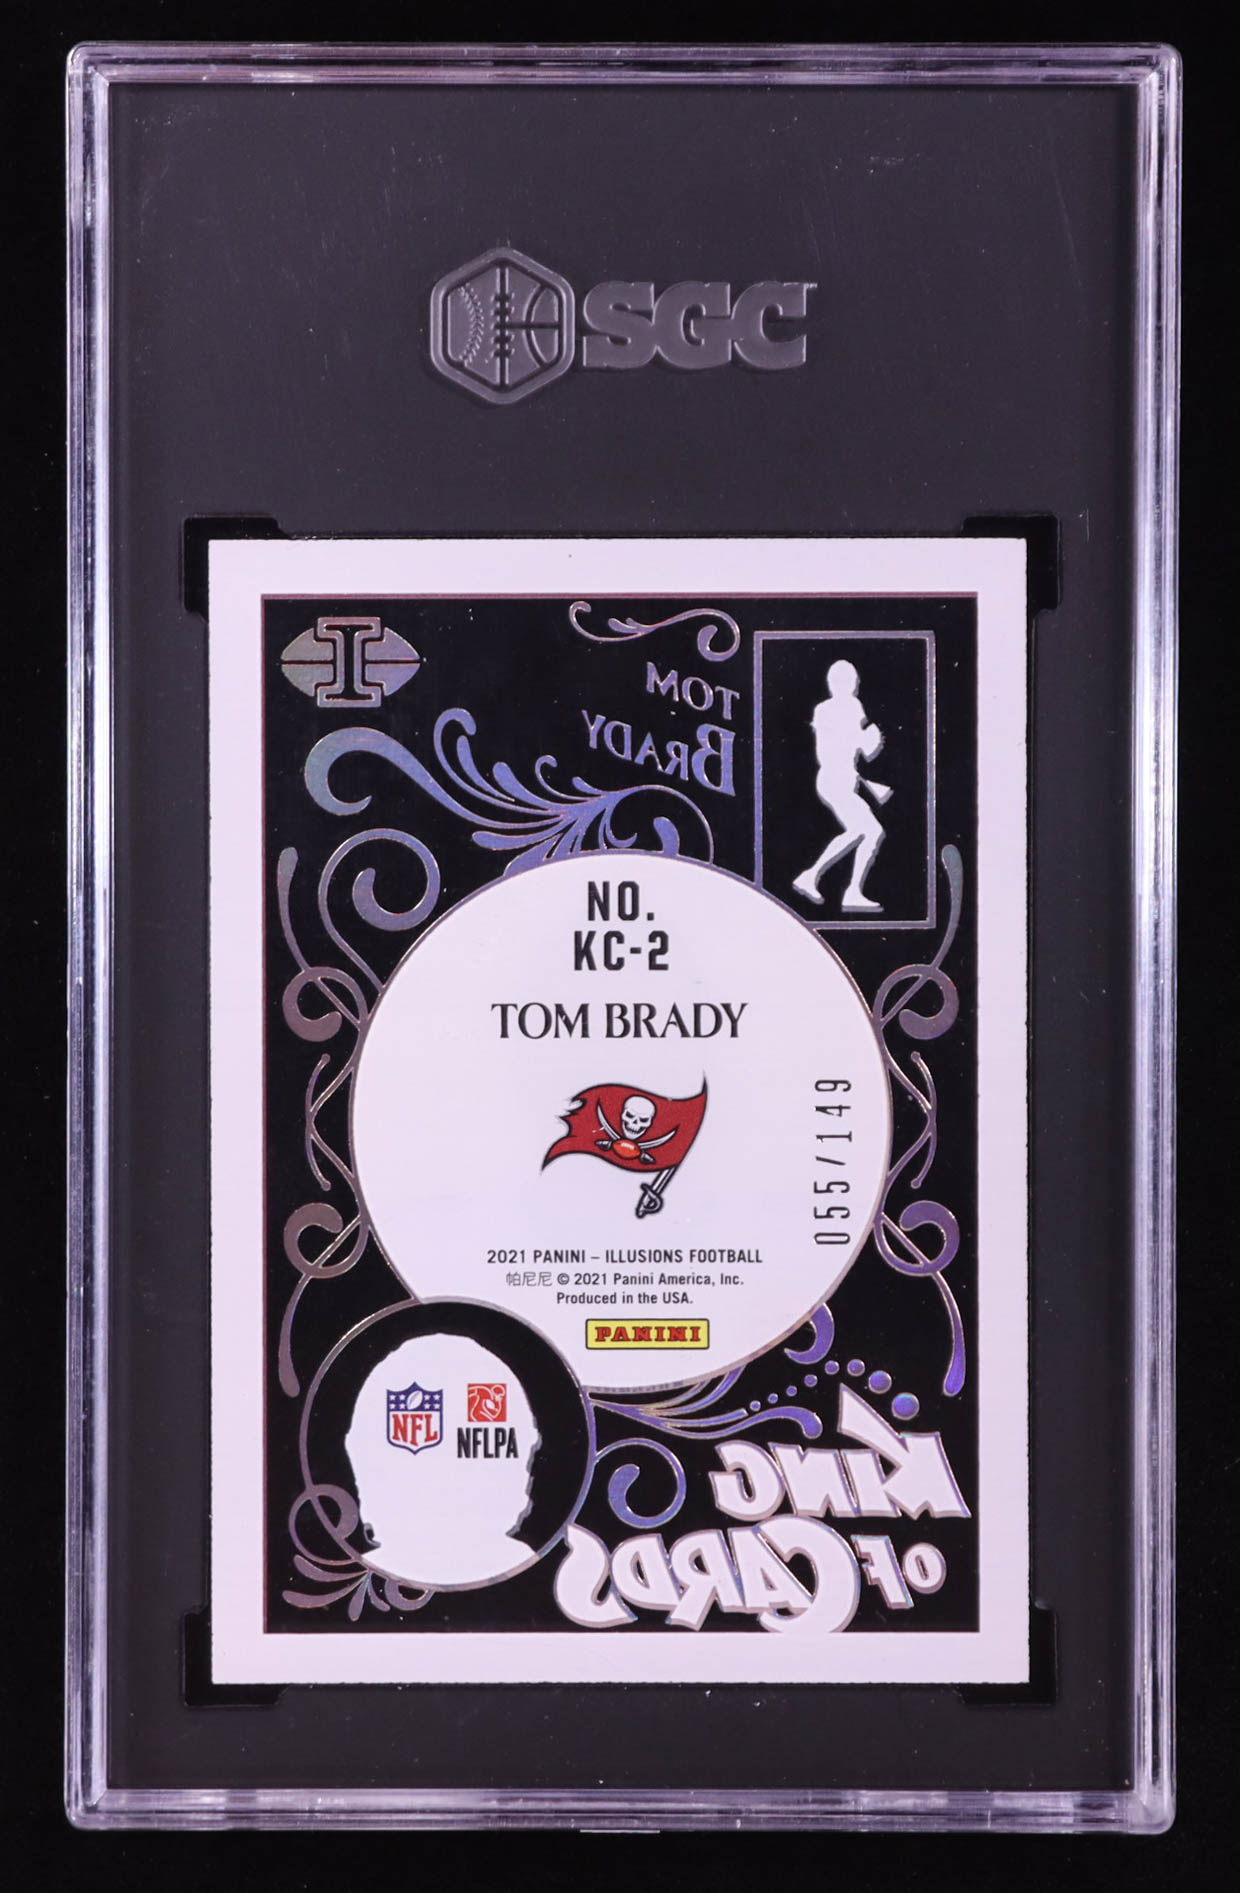 SGC
I
TOM
BRADY
NO.
KC-2
TOM BRADY
055/149
2021 PANINI – ILLUSIONS FOOTBALL
帕尼尼 © 2021 Panini America, Inc.
Produced in the USA.
PANINI
NFL
NFLPA
KING
OF CARDS